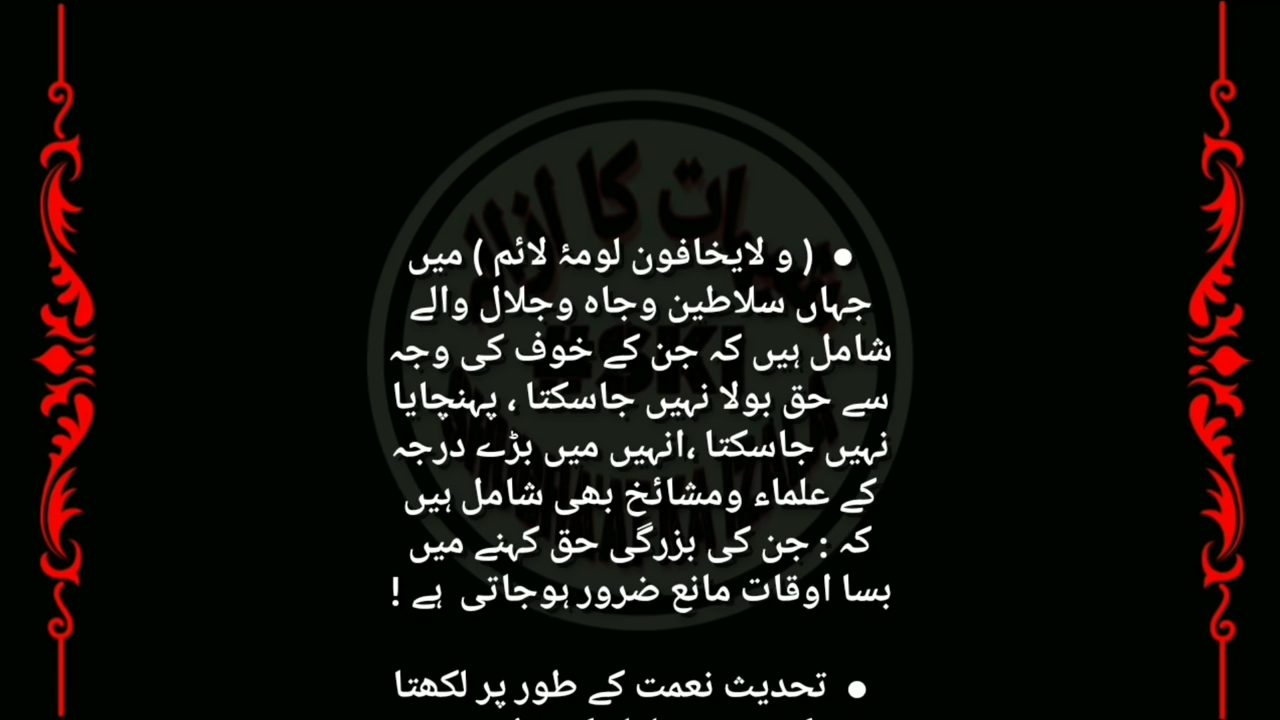 • ( و لایخافون لومۂ لائم ) میں
جہاں سلاطین وجاہ وجلال والے
شامل ہیں کہ جن کے خوف کی وجہ
سے حق بولا نہیں جاسکتا ، پہنچایا
نہیں جاسکتا ،انہیں میں بڑے درجہ
کے علماء ومشائخ بھی شامل ہیں
کہ : جن کی بزرگی حق کہنے میں
بسا اوقات مانع ضرور ہوجاتی ہے !
• تحدیث نعمت کے طور پر لکھتا